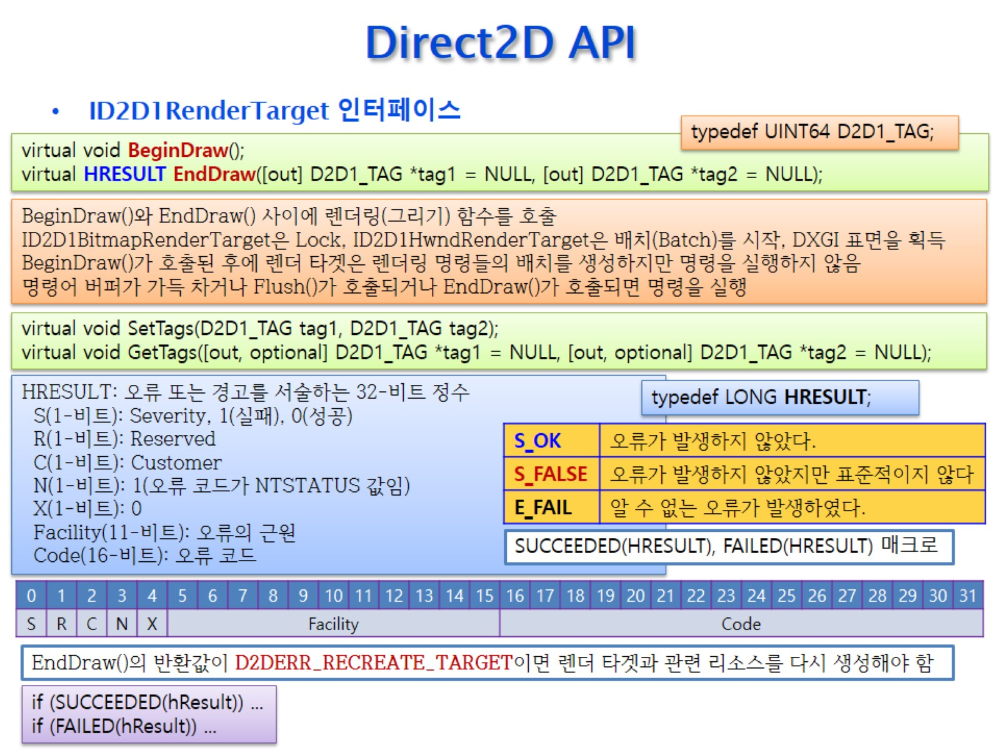 Direct2D API
• ID2D1RenderTarget 인터페이스
typedef UINT64 D2D1_TAG;
virtual void BeginDraw();
virtual HRESULT EndDraw([out] D2D1_TAG *tag1 = NULL, [out] D2D1_TAG *tag2 = NULL);
BeginDraw()와 EndDraw() 사이에 렌더링(그리기) 함수를 호출
ID2D1BitmapRenderTarget은 Lock, ID2D1HwndRenderTarget은 배치(Batch)를 시작, DXGI 표면을 획득
BeginDraw()가 호출된 후에 렌더 타겟은 렌더링 명령들의 배치를 생성하지만 명령을 실행하지 않음
명령어 버퍼가 가득 차거나 Flush()가 호출되거나 EndDraw()가 호출되면 명령을 실행
virtual void SetTags(D2D1_TAG tag1, D2D1_TAG tag2);
virtual void GetTags([out, optional] D2D1_TAG *tag1 = NULL, [out, optional] D2D1_TAG *tag2 = NULL);
HRESULT: 오류 또는 경고를 서술하는 32-비트 정수
S(1-비트): Severity, 1(실패), 0(성공)
R(1-비트): Reserved
C(1-비트): Customer
N(1-비트): 1(오류 코드가 NTSTATUS 값임)
X(1-비트): 0
Facility(11-비트): 오류의 근원
Code(16-비트): 오류 코드
typedef LONG HRESULT;
S_OK 오류가 발생하지 않았다.
S_FALSE 오류가 발생하지 않았지만 표준적이지 않다
E_FAIL 알 수 없는 오류가 발생하였다.
SUCCEEDED(HRESULT), FAILED(HRESULT) 매크로
0 1 2 3 4 5 6 7 8 9 10 11 12 13 14 15 16 17 18 19 20 21 22 23 24 25 26 27 28 29 30 31
S R C N X Facility Code
EndDraw()의 반환값이 D2DERR_RECREATE_TARGET이면 렌더 타겟과 관련 리소스를 다시 생성해야 함
if (SUCCEEDED(hResult)) ...
if (FAILED(hResult)) ...